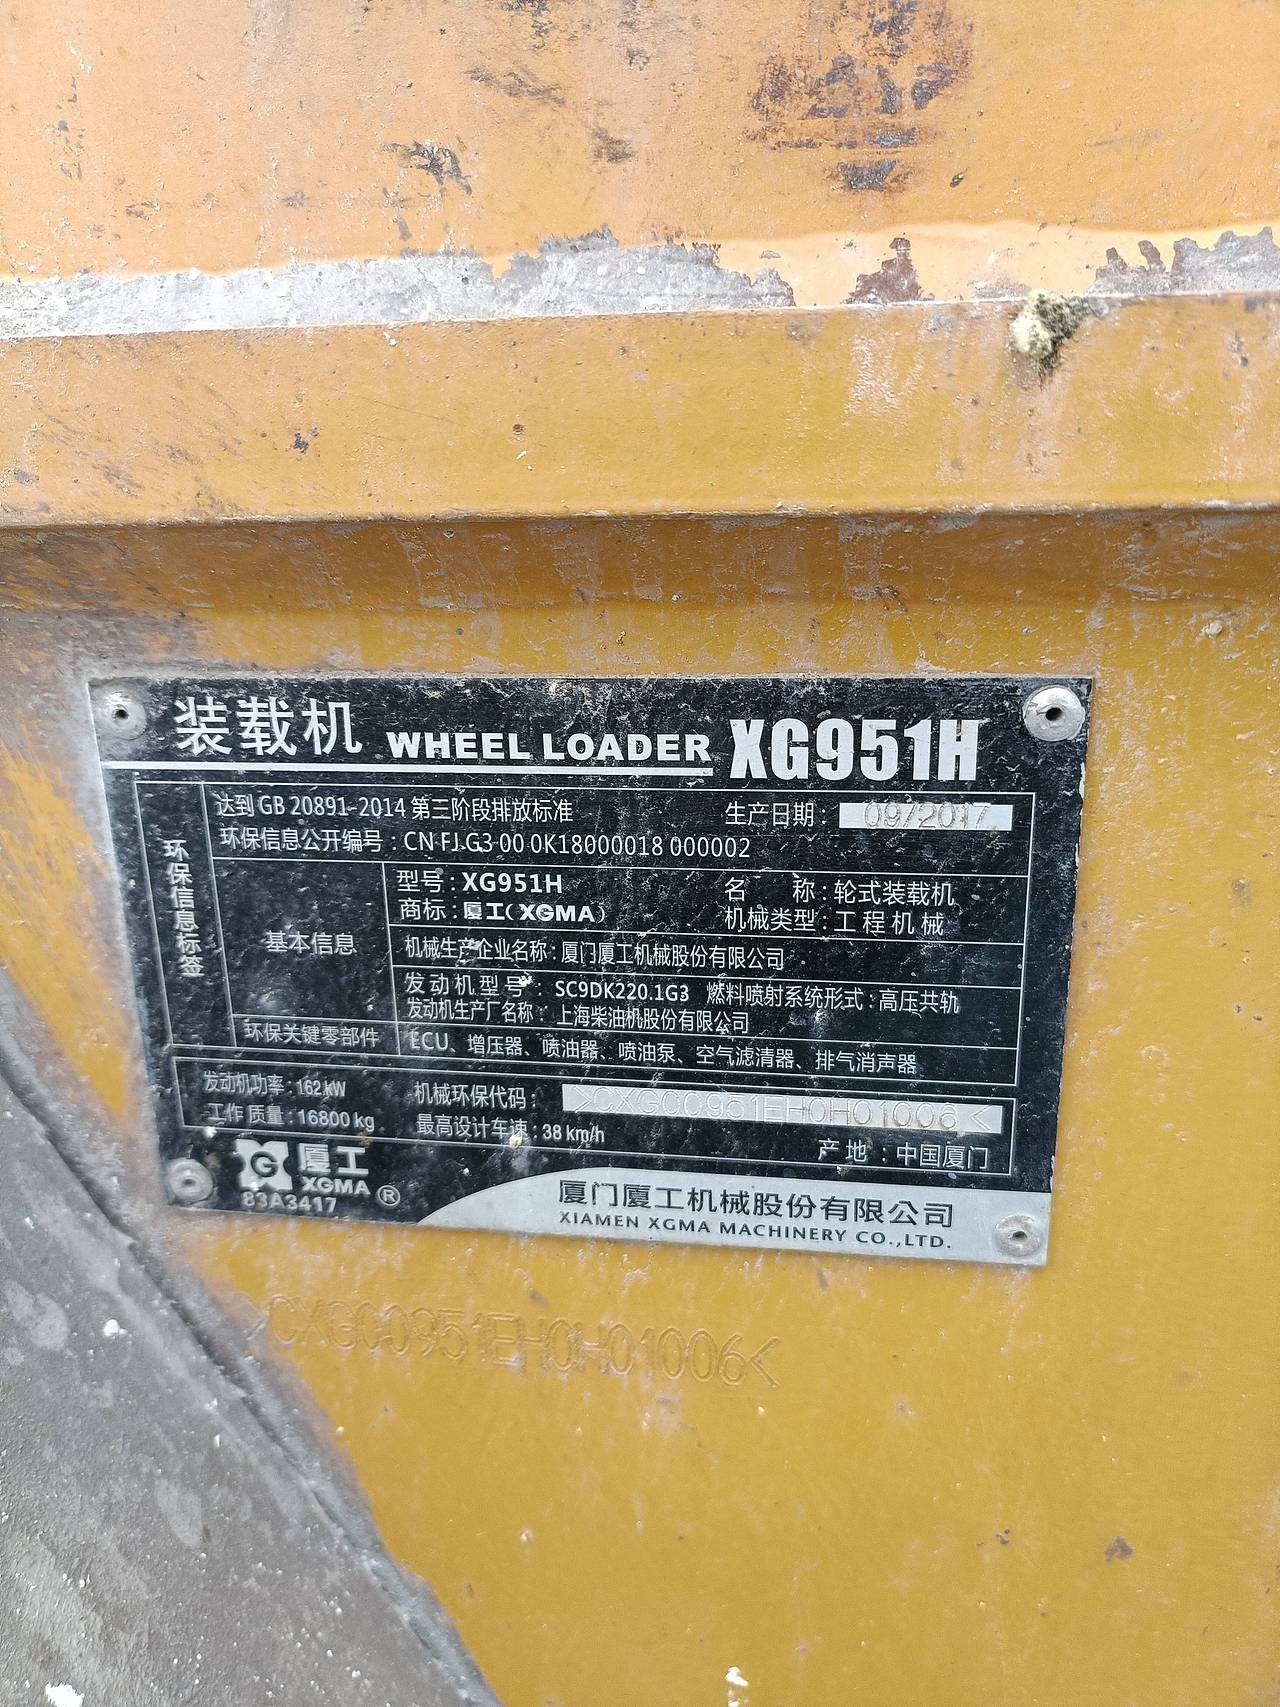 装载机 WHEEL LOADER XG951H
达到 GB 20891-2014 第三阶段排放标准 生产日期：09/2017
环保信息公开编号：CN FJ G3 00 0K18000018 000002
环保信息标签
基本信息
型号：XG951H 名 称：轮式装载机
商标：厦工(XGMA) 机械类型：工程机械
机械生产企业名称：厦门厦工机械股份有限公司
发动机型号：SC9DK220.1G3 燃料喷射系统形式：高压共轨
发动机生产厂名称：上海柴油机股份有限公司
环保关键零部件 ECU、增压器、喷油器、喷油泵、空气滤清器、排气消声器
发动机功率：162 kW 机械环保代码：>CXG00951EH0H01006<
工作质量：16800 kg 最高设计车速：38 km/h
产地：中国厦门
厦工
XGMA ®
83A3417
厦门厦工机械股份有限公司
XIAMEN XGMA MACHINERY CO.,LTD.
>CXG00951EH0H01006<